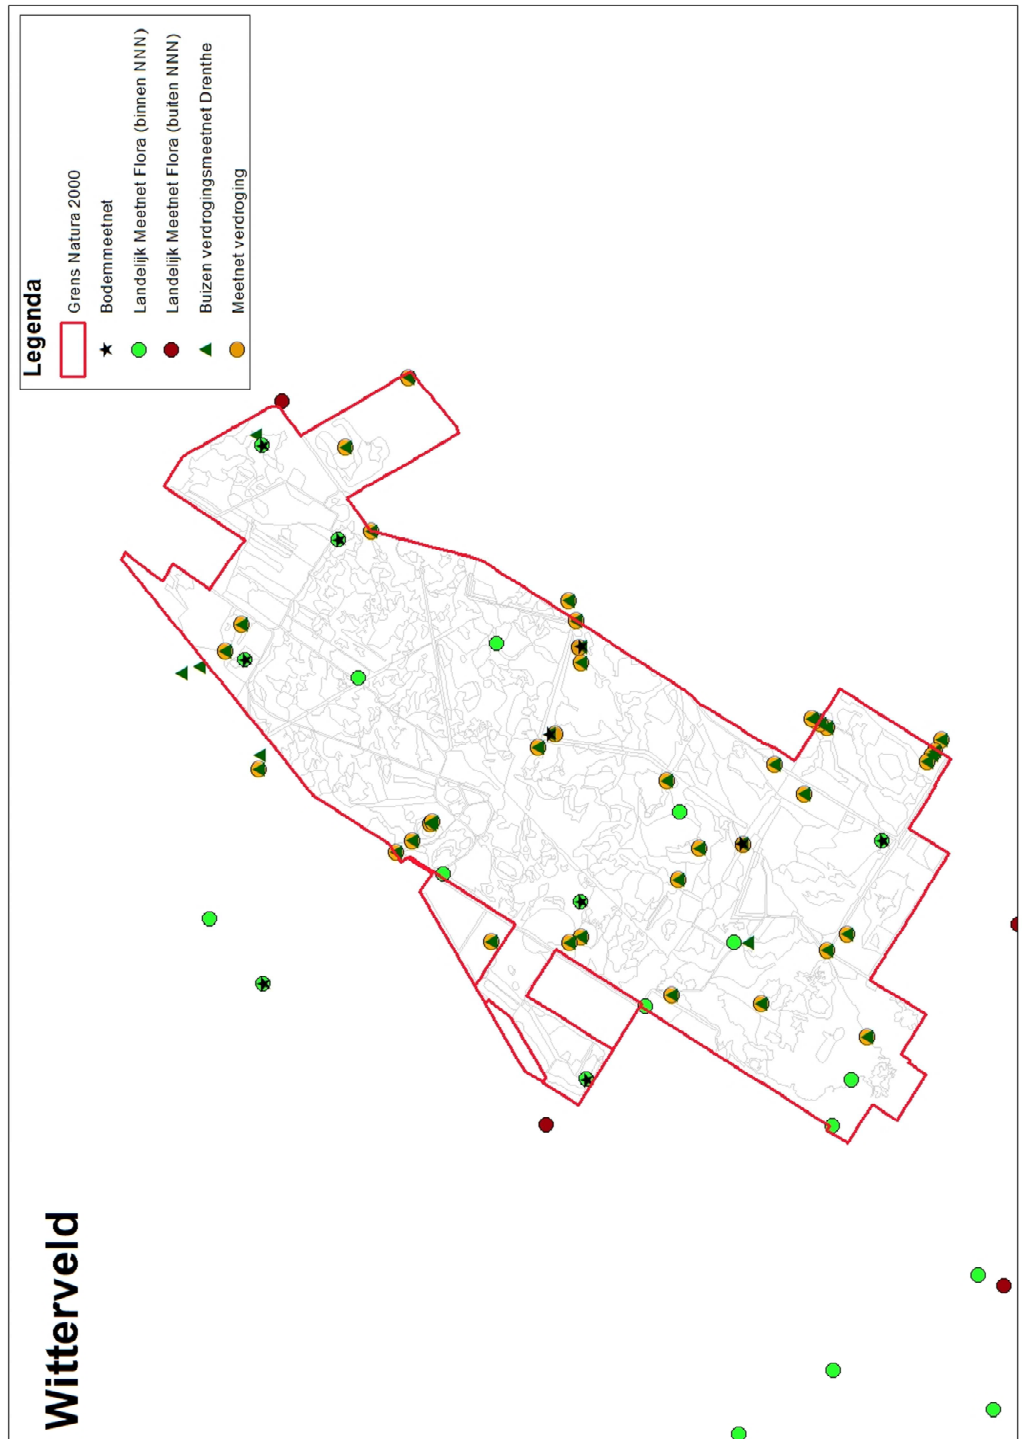 Witterveld
Legenda
Grens Natura 2000
Bodemmeetnet
Landelijk Meetnet Flora (binnen NNN)
Landelijk Meetnet Flora (buiten NNN)
Buizen verdrogingsmeetnet Drenthe
Meetnet verdroging